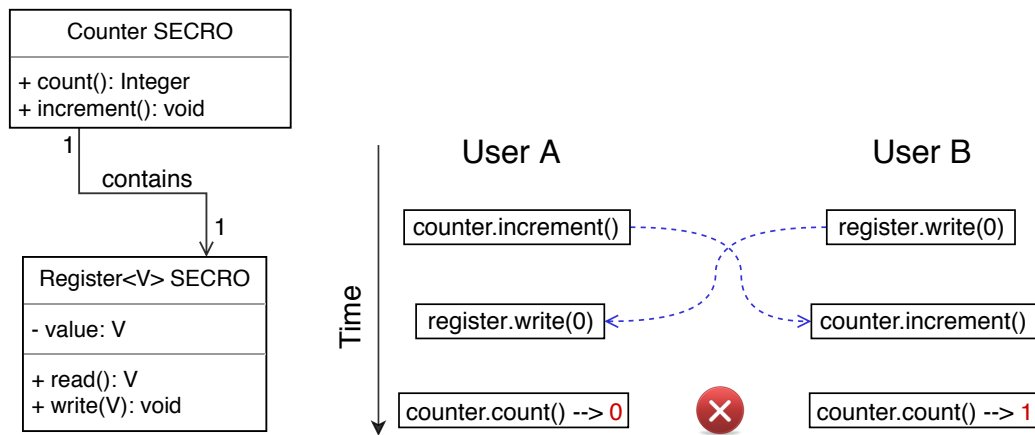 Counter SECRO
+ count(): Integer
+ increment(): void
1
contains
1
Register<V> SECRO
- value: V
+ read(): V
+ write(V): void
Time
User A
User B
counter.increment()
register.write(0)
register.write(0)
counter.increment()
counter.count() --> 0
counter.count() --> 1